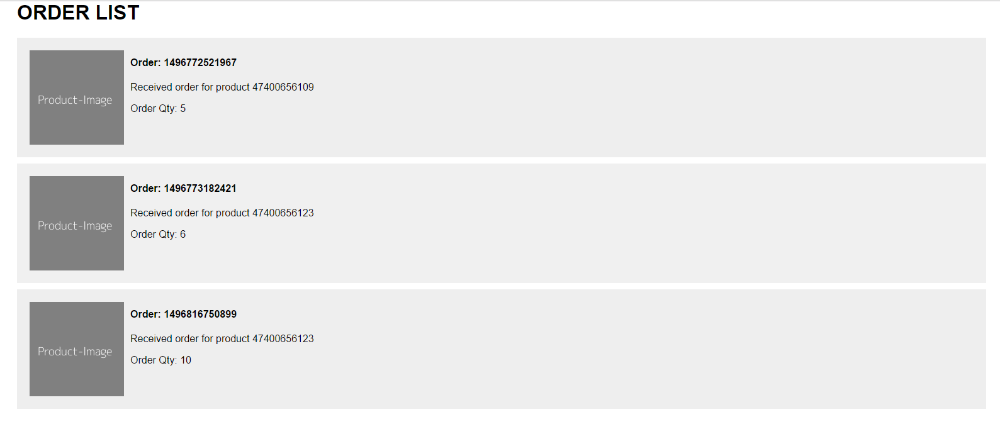 ORDER LIST
Product-Image
Order: 1496772521967
Received order for product 47400656109
Order Qty: 5
Product-Image
Order: 1496773182421
Received order for product 47400656123
Order Qty: 6
Product-Image
Order: 1496816750899
Received order for product 47400656123
Order Qty: 10